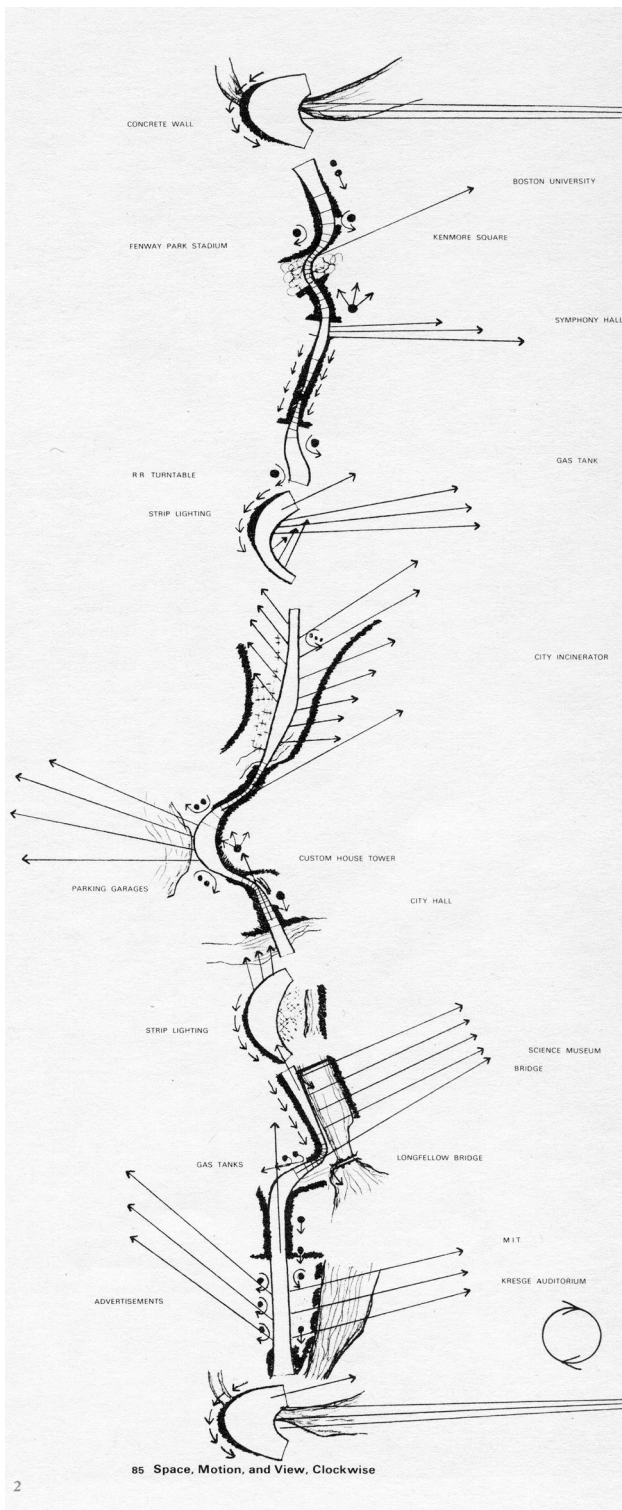 CONCRETE WALL
BOSTON UNIVERSITY
KENMORE SQUARE
FENWAY PARK STADIUM
SYMPHONY HALL
GAS TANK
R R TURNTABLE
STRIP LIGHTING
CITY INCINERATOR
CUSTOM HOUSE TOWER
PARKING GARAGES
CITY HALL
STRIP LIGHTING
SCIENCE MUSEUM
BRIDGE
LONGFELLOW BRIDGE
GAS TANKS
M I T
KRESGE AUDITORIUM
ADVERTISEMENTS
85 Space, Motion, and View, Clockwise
2